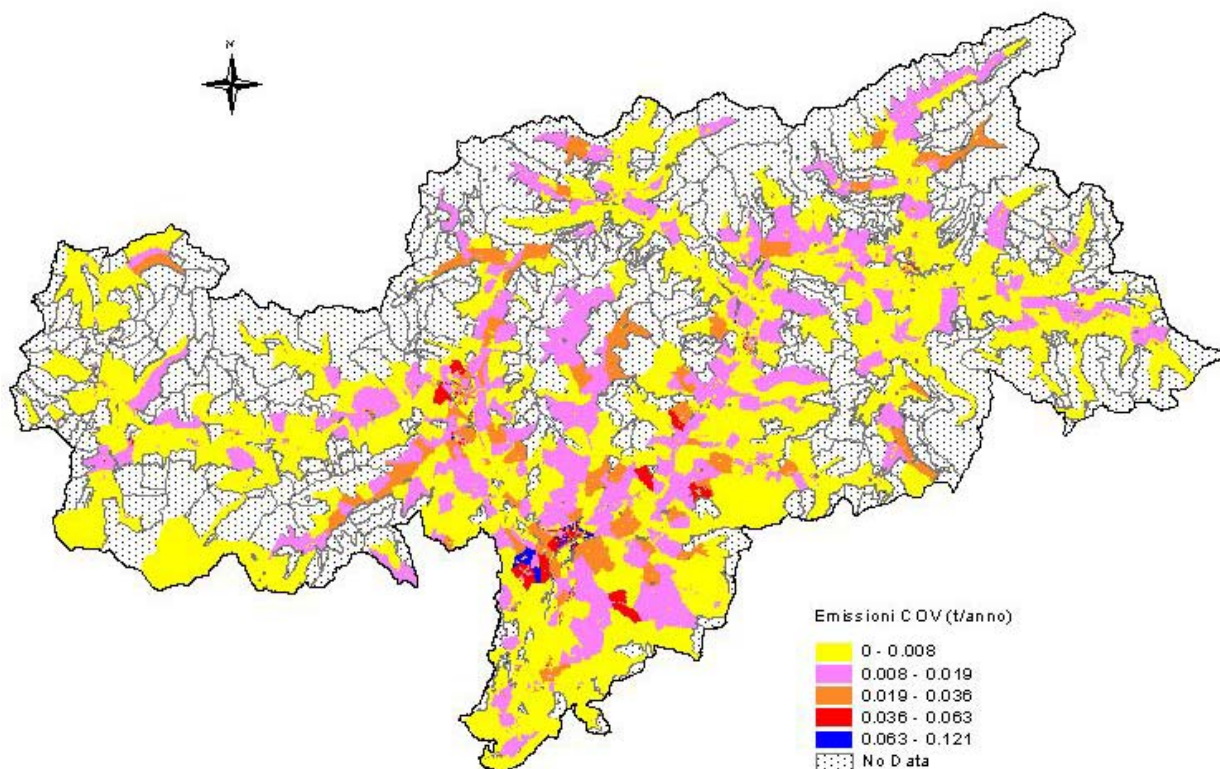 N
Emissioni COV (t/anno)
0 - 0.008
0.008 - 0.019
0.019 - 0.036
0.036 - 0.063
0.063 - 0.121
No Data